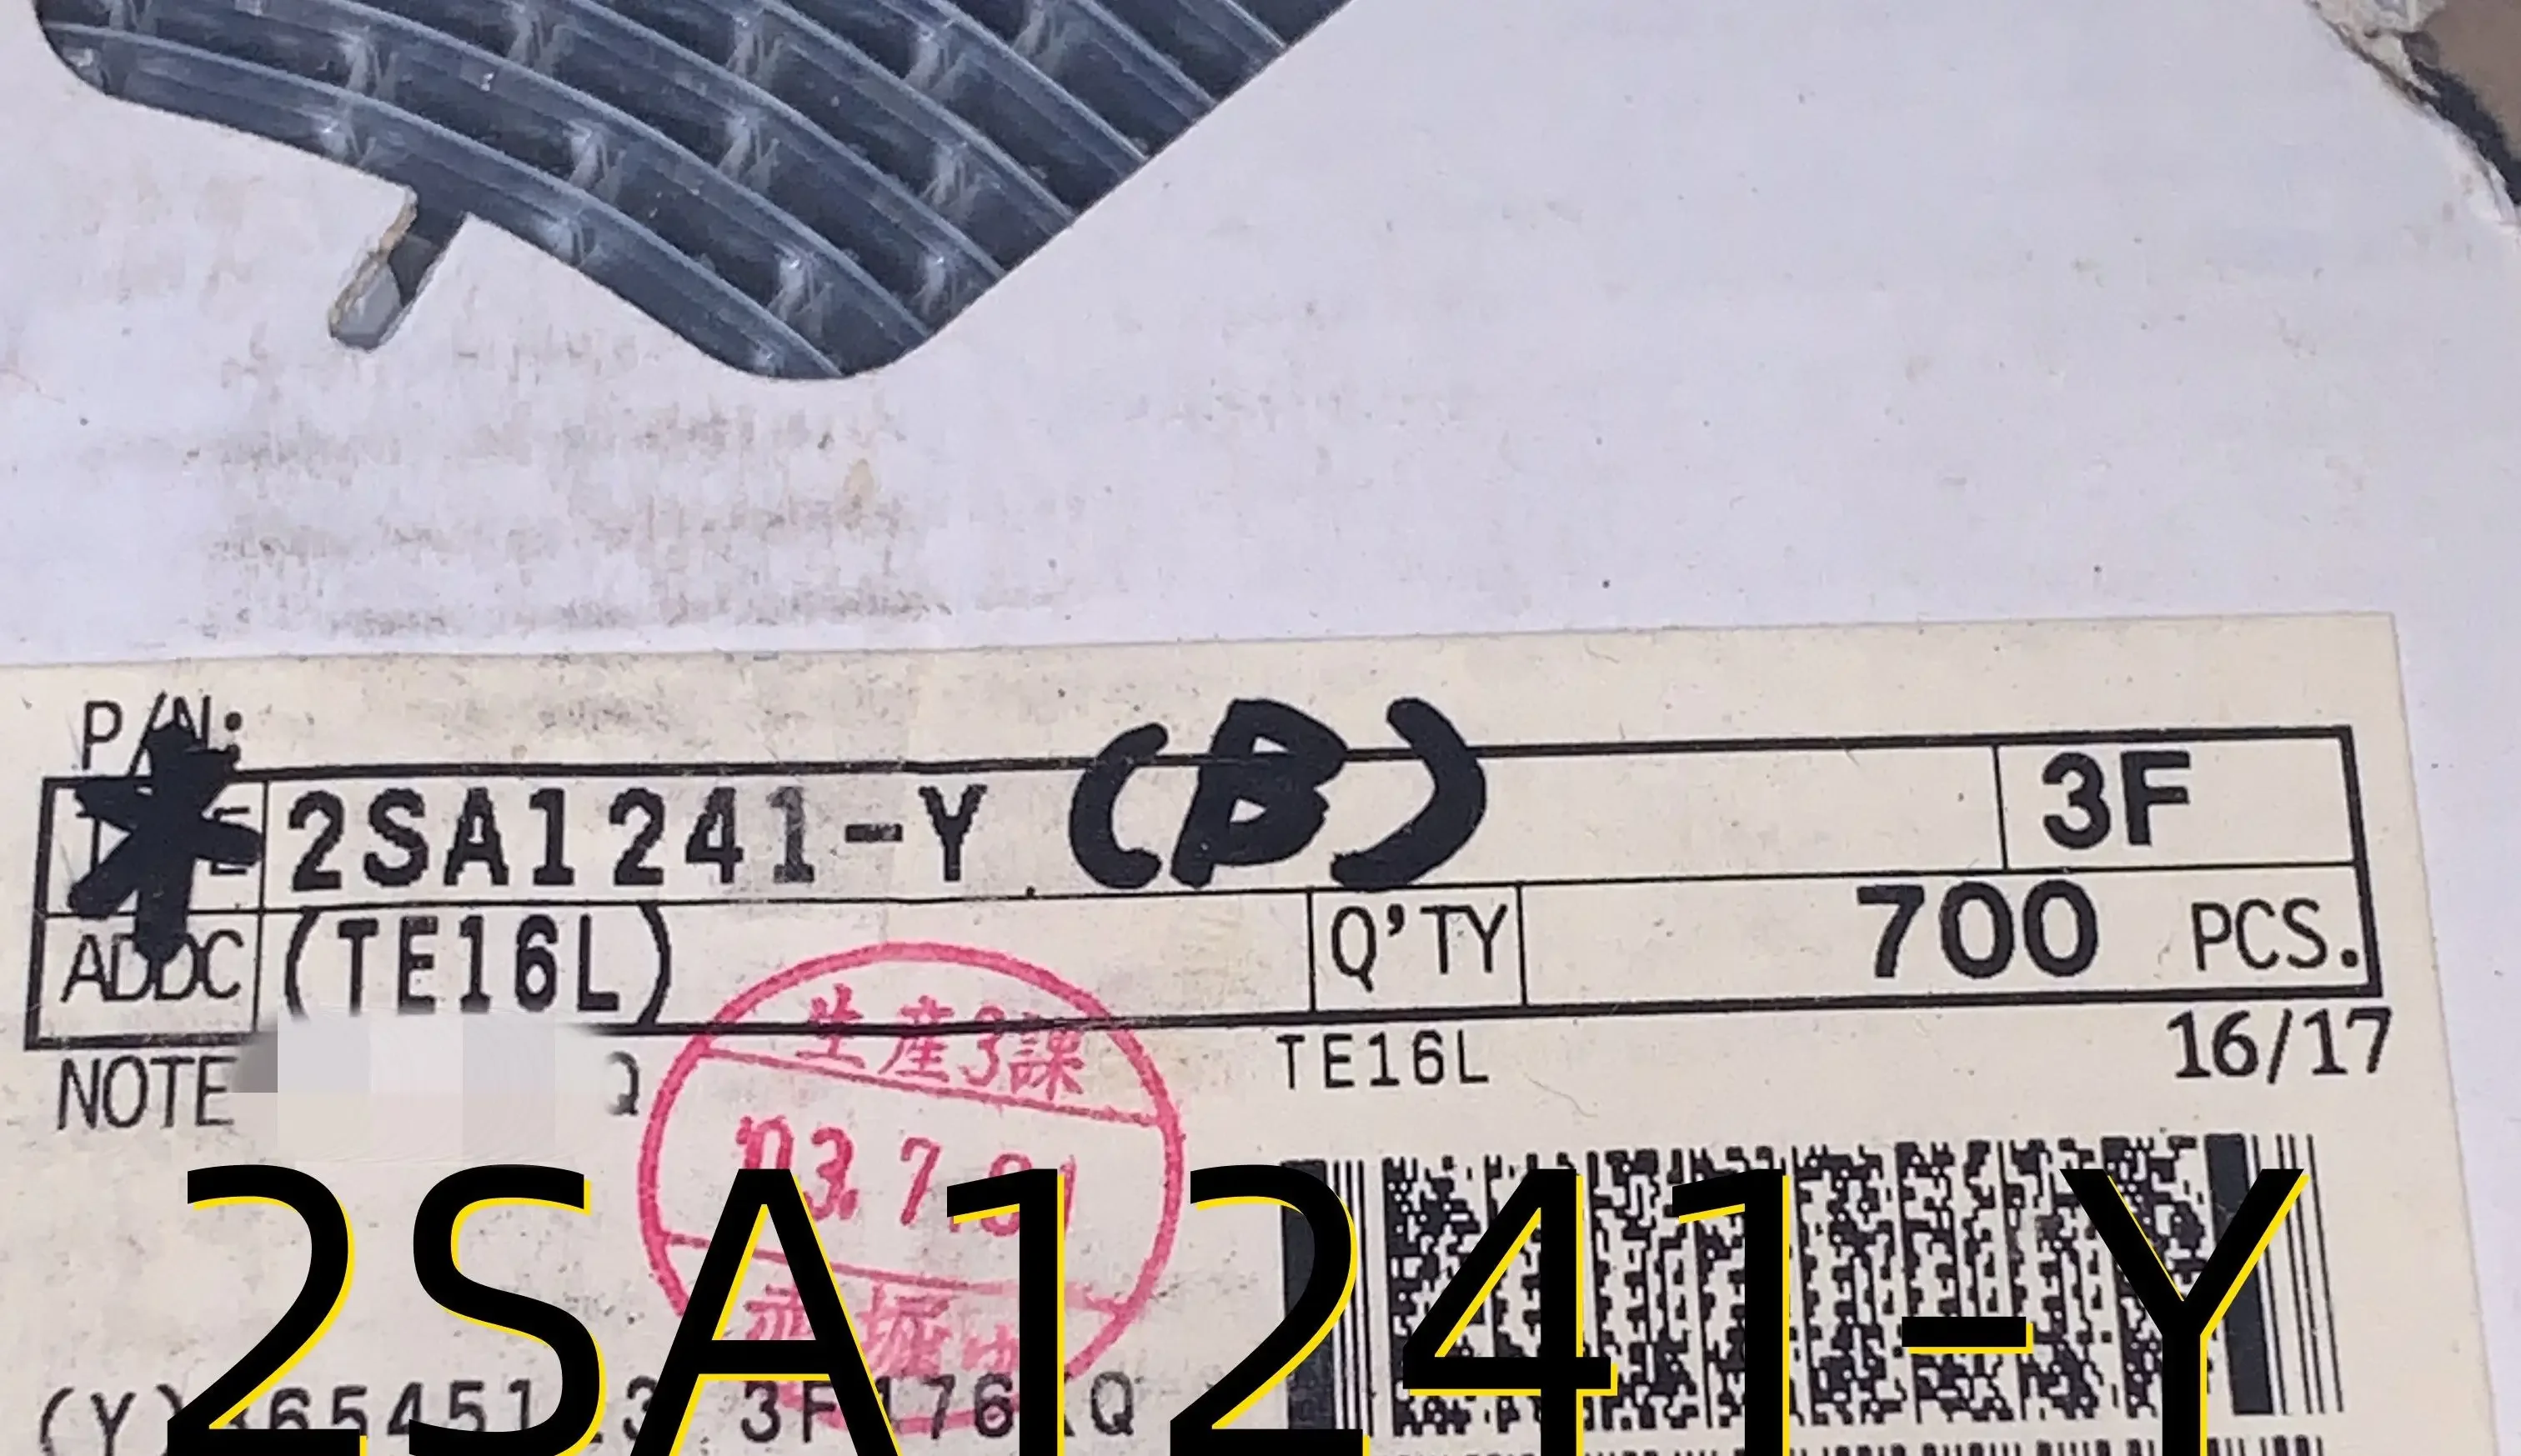 P/N:
2SA1241-Y (B) 3F
ADDC (TE16L) Q'TY 700 PCS.
NOTE Q TE16L 16/17
生産3課
2SA1241-Y
(Y)